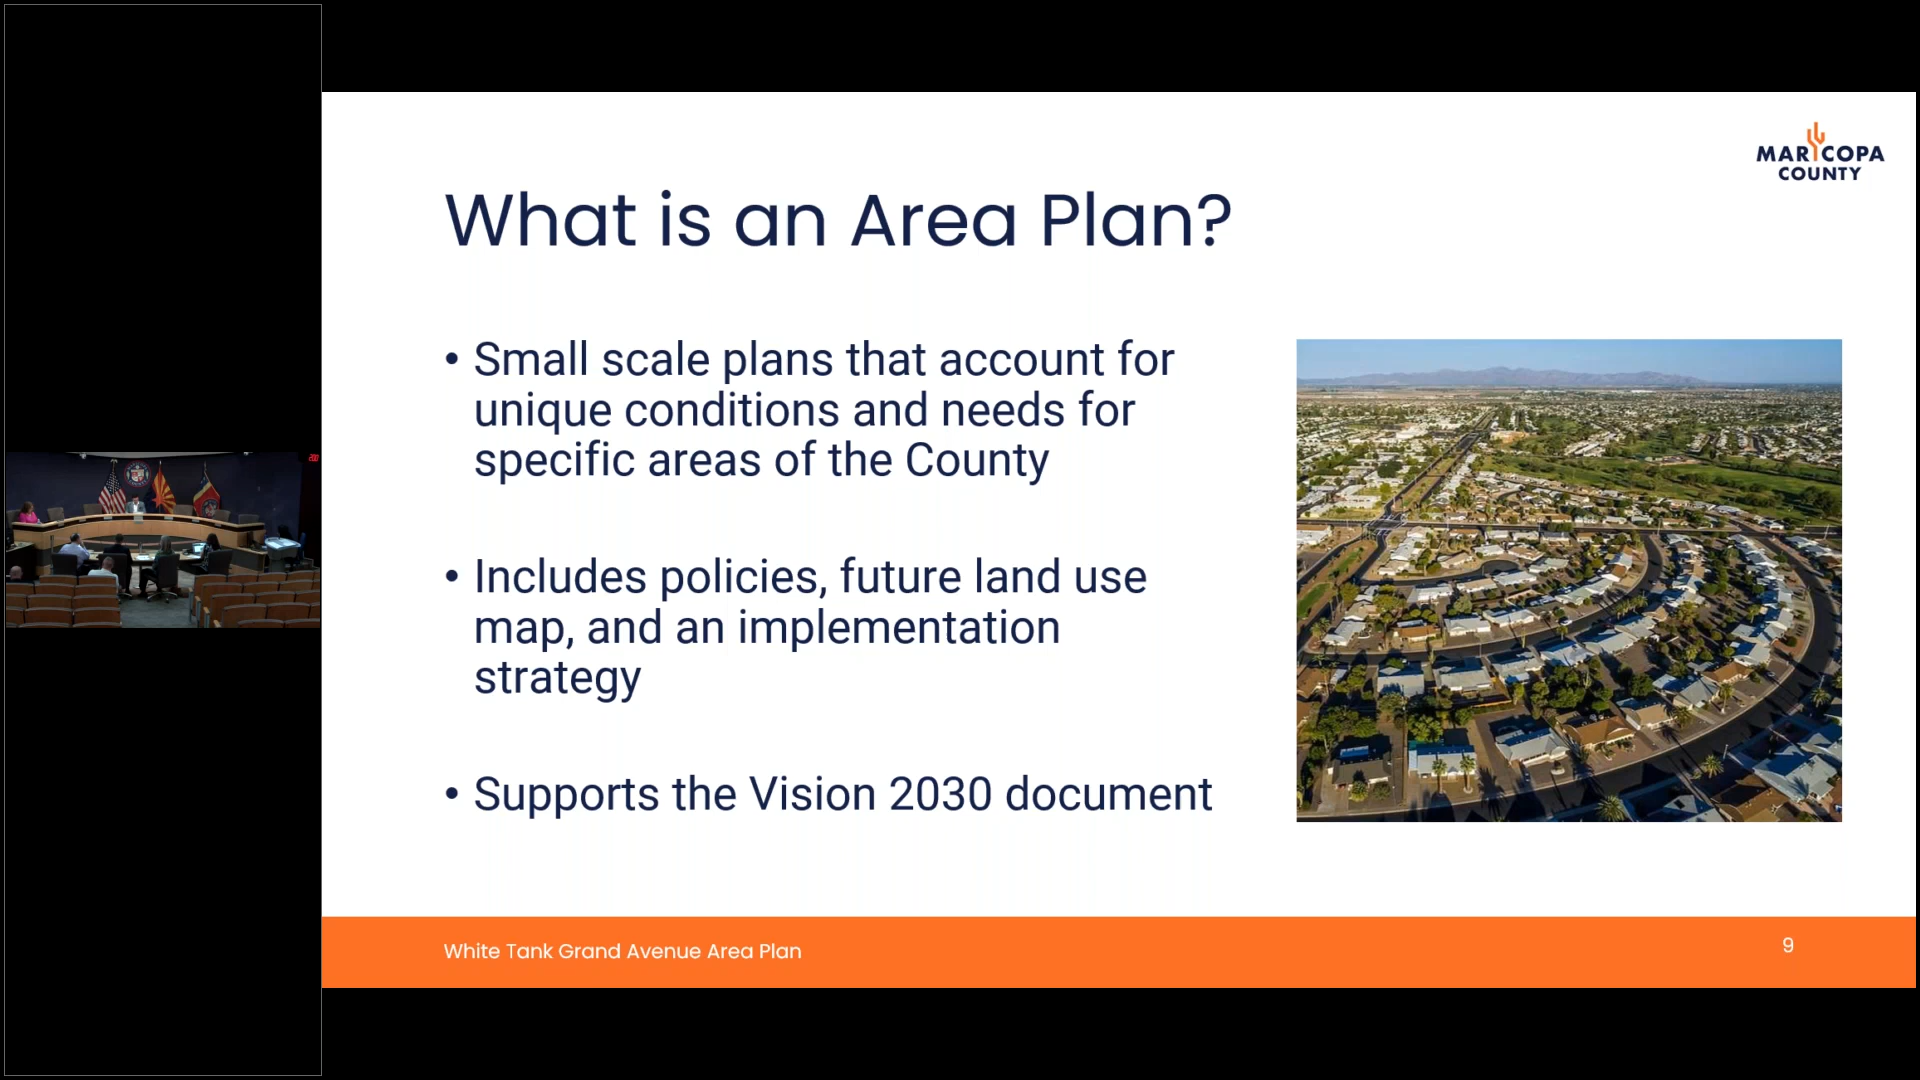 MARICOPA
COUNTY
What is an Area Plan?
• Small scale plans that account for
unique conditions and needs for
specific areas of the County
• Includes policies, future land use
map, and an implementation
strategy
• Supports the Vision 2030 document
White Tank Grand Avenue Area Plan
9